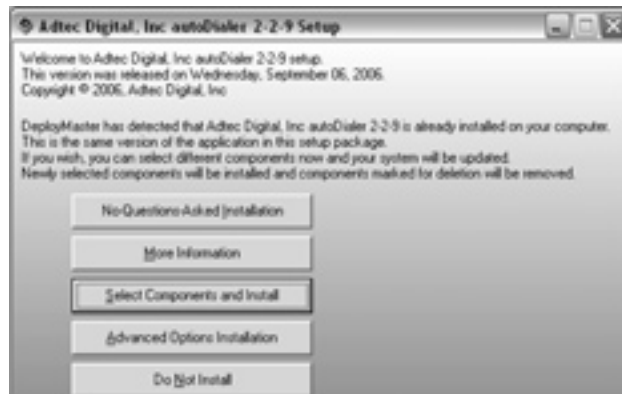 Adtec Digital, Inc autoDialer 2-2-9 Setup
Welcome to Adtec Digital, Inc autoDialer 2-2-9 setup.
This version was released on Wednesday, September 06, 2006.
Copyright © 2006, Adtec Digital, Inc
DeployMaster has detected that Adtec Digital, Inc autoDialer 2-2-9 is already installed on your computer.
This is the same version of the application in this setup package.
If you wish, you can select different components now and your system will be updated.
Newly selected components will be installed and components marked for deletion will be removed.
No-Questions-Asked Installation
More Information
Select Components and Install
Advanced Options Installation
Do Not Install